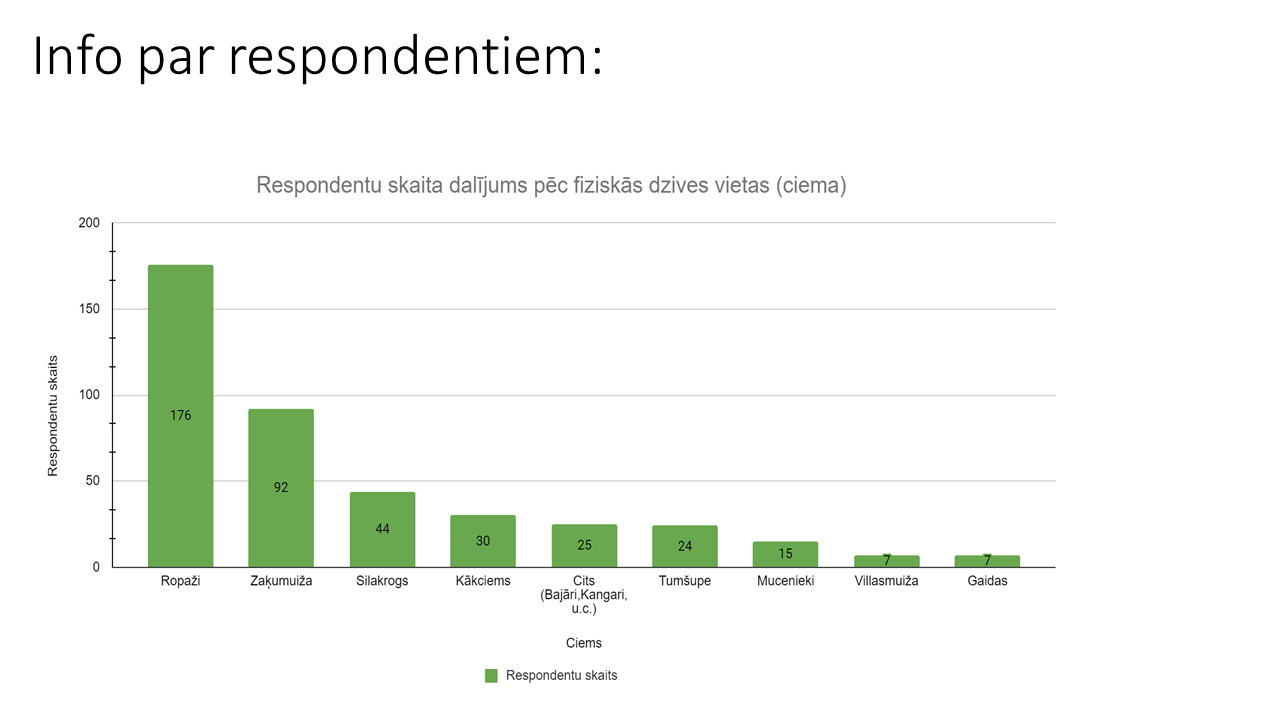 Info par respondentiem:
Respondentu skaita dalījums pēc fiziskās dzives vietas (ciema)
Respondentu skaits
200
150
100
50
0
176
92
44
30
25
24
15
7
7
Ropaži
Zaķumuiža
Silakrogs
Kākciems
Cits
(Bajāri,Kangari,
u.c.)
Tumšupe
Mucenieki
Villasmuiža
Gaidas
Ciems
Respondentu skaits